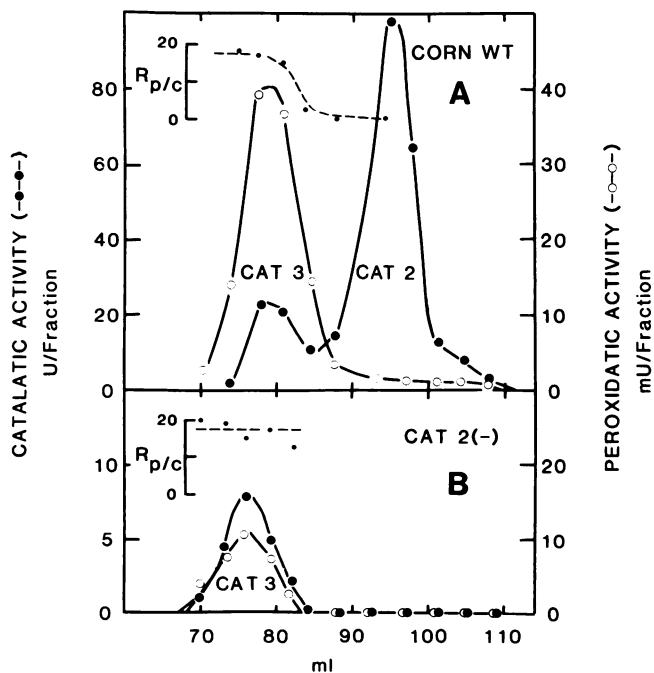 20
R p/c
0
CORN WT
A
80
60
40
20
0
40
30
20
10
0
CAT 3
CAT 2
CATALATIC ACTIVITY (-●-●-)
U/Fraction
PEROXIDATIC ACTIVITY (-○-○-)
mU/Fraction
20
R p/c
0
CAT 2(-)
B
10
5
0
20
10
0
CAT 3
70 80 90 100 110
ml